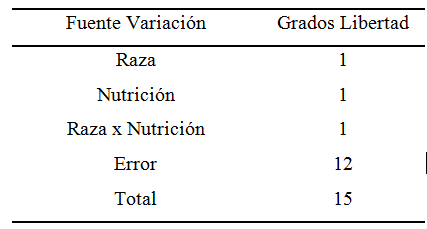 Fuente Variación Grados Libertad
Raza 1
Nutrición 1
Raza x Nutrición 1
Error 12
Total 15